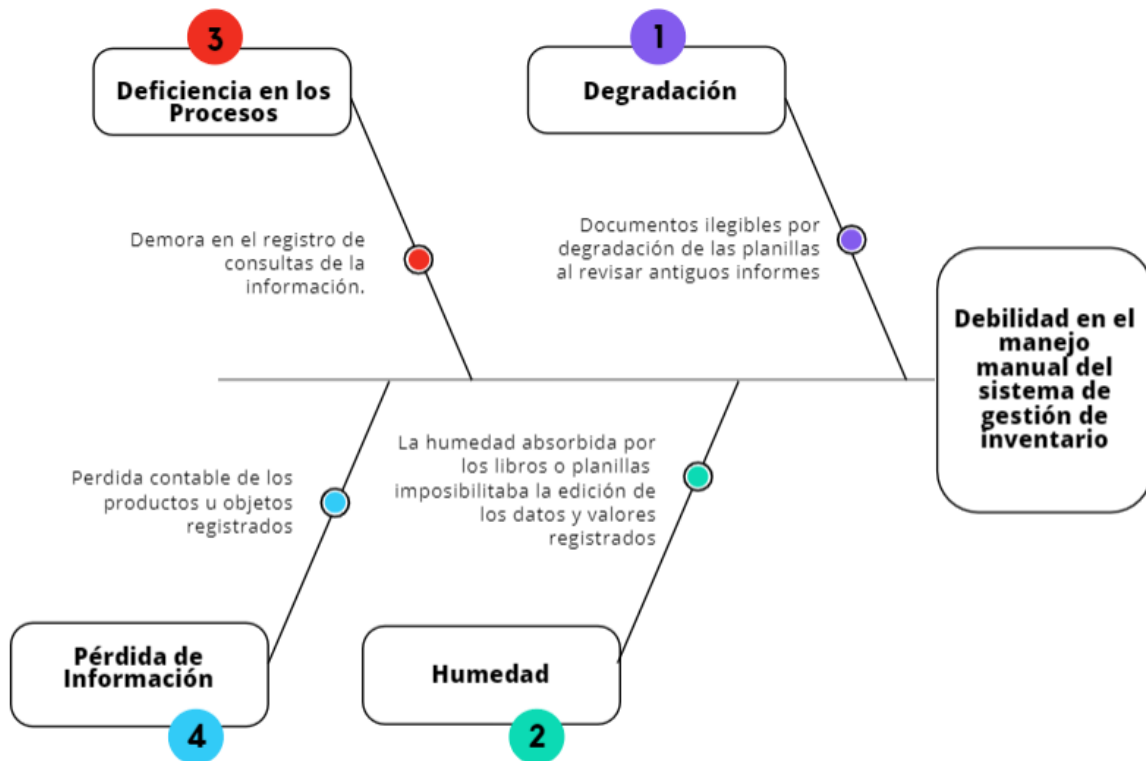 3
Deficiencia en los
Procesos
1
Degradación
Demora en el registro de
consultas de la
información.
Documentos ilegibles por
degradación de las planillas
al revisar antiguos informes
Debilidad en el
manejo
manual del
sistema de
gestión de
inventario
Perdida contable de los
productos u objetos
registrados
La humedad absorbida por
los libros o planillas
imposibilitaba la edición de
los datos y valores
registrados
Pérdida de
Información
4
Humedad
2